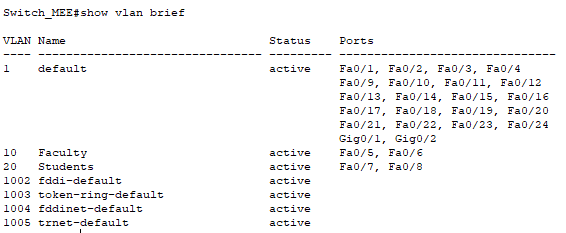 Switch_MEE#show vlan brief
VLAN Name                             Status    Ports
---- -------------------------------- --------- -------------------------------
1    default                          active    Fa0/1, Fa0/2, Fa0/3, Fa0/4
                                                Fa0/9, Fa0/10, Fa0/11, Fa0/12
                                                Fa0/13, Fa0/14, Fa0/15, Fa0/16
                                                Fa0/17, Fa0/18, Fa0/19, Fa0/20
                                                Fa0/21, Fa0/22, Fa0/23, Fa0/24
                                                Gig0/1, Gig0/2
10   Faculty                          active    Fa0/5, Fa0/6
20   Students                         active    Fa0/7, Fa0/8
1002 fddi-default                     active
1003 token-ring-default               active
1004 fddinet-default                  active
1005 trnet-default                    active